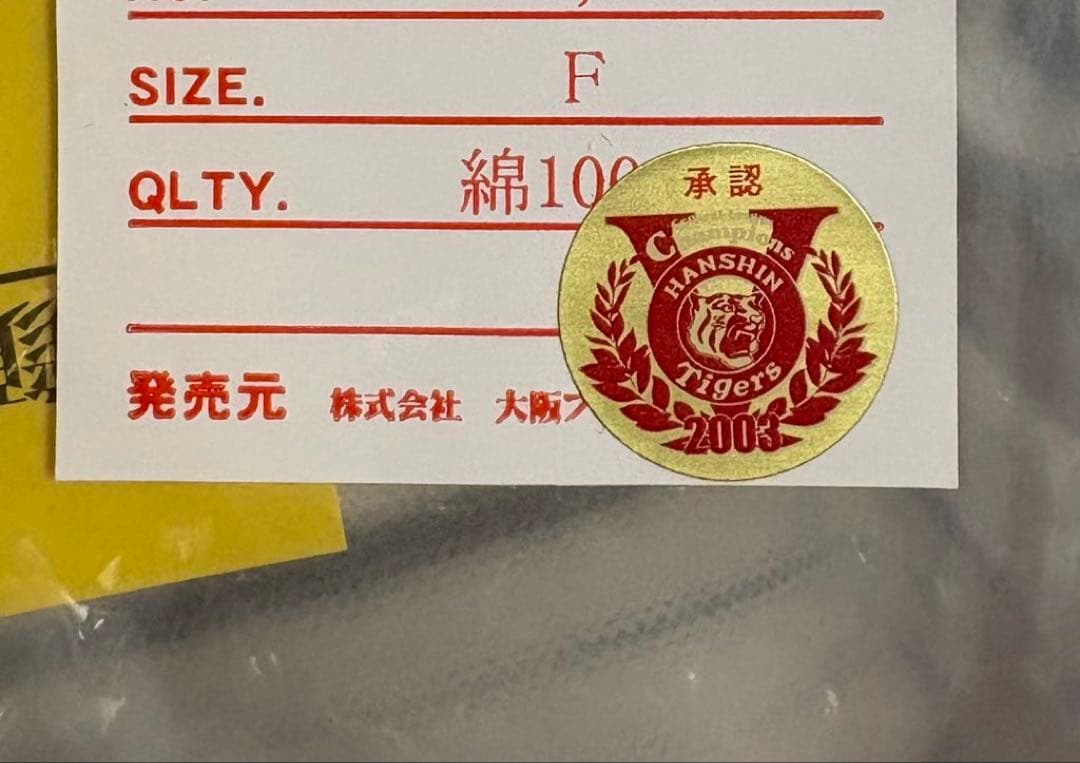 SIZE. F
QLTY. 綿100
発売元 株式会社 大阪
承認
Champions
HANSHIN
Tigers
2003